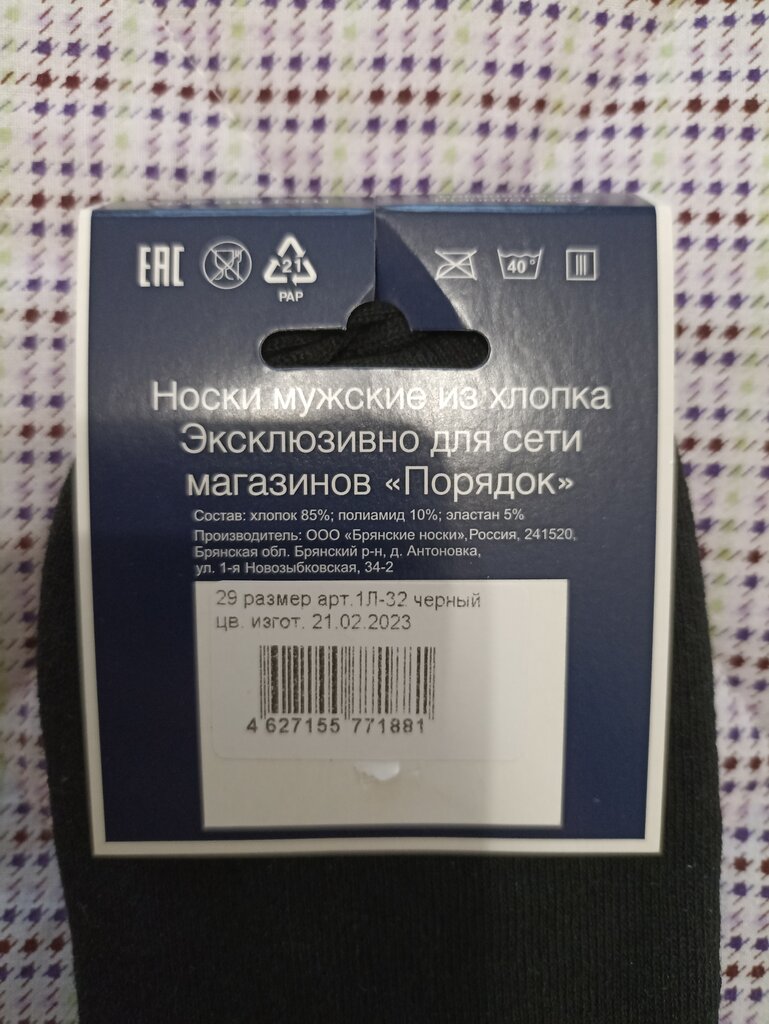 EAC
21
PAP
40°
Носки мужские из хлопка
Эксклюзивно для сети
магазинов «Порядок»
Состав: хлопок 85%; полиамид 10%; эластан 5%
Производитель: ООО «Брянские носки»,Россия, 241520,
Брянская обл. Брянский р-н, д. Антоновка,
ул. 1-я Новозыбковская, 34-2
29 размер арт.1Л-32 черный
цв. изгот. 21.02.2023
4 627155 771881